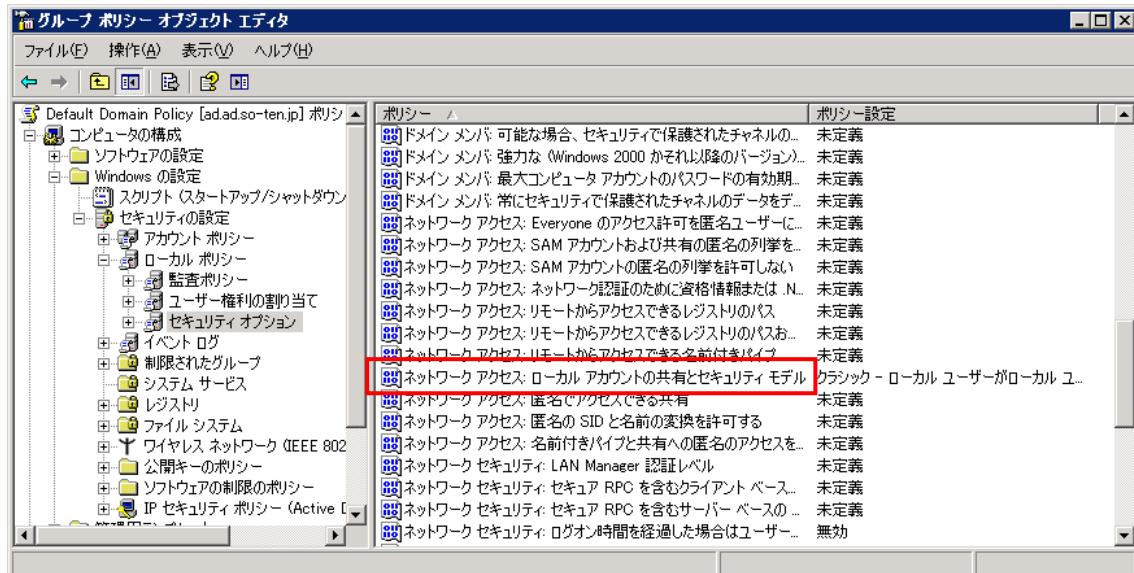 グループ ポリシー オブジェクト エディタ
ファイル(F) 操作(A) 表示(V) ヘルプ(H)
Default Domain Policy [ad.ad.so-ten.jp] ポリシ
コンピュータの構成
ソフトウェアの設定
Windows の設定
スクリプト (スタートアップ/シャットダウン
セキュリティの設定
アカウント ポリシー
ローカル ポリシー
監査ポリシー
ユーザー権利の割り当て
セキュリティ オプション
イベント ログ
制限されたグループ
システム サービス
レジストリ
ファイル システム
ワイヤレス ネットワーク (IEEE 802
公開キーのポリシー
ソフトウェアの制限のポリシー
IP セキュリティ ポリシー (Active D
ポリシー ポリシー設定
ドメイン メンバ: 可能な場合、セキュリティで保護されたチャネルの... 未定義
ドメイン メンバ: 強力な (Windows 2000 かそれ以降のバージョン)... 未定義
ドメイン メンバ: 最大コンピュータ アカウントのパスワードの有効期... 未定義
ドメイン メンバ: 常にセキュリティで保護されたチャネルのデータをデ... 未定義
ネットワーク アクセス: Everyone のアクセス許可を匿名ユーザーに... 未定義
ネットワーク アクセス: SAM アカウントおよび共有の匿名の列挙を... 未定義
ネットワーク アクセス: SAM アカウントの匿名の列挙を許可しない 未定義
ネットワーク アクセス: ネットワーク認証のために資格情報または .N... 未定義
ネットワーク アクセス: リモートからアクセスできるレジストリのパス 未定義
ネットワーク アクセス: リモートからアクセスできるレジストリのパスお... 未定義
ネットワーク アクセス: リモートからアクセスできる名前付きパイプ 未定義
ネットワーク アクセス: ローカル アカウントの共有とセキュリティ モデル クラシック - ローカル ユーザーがローカル ユ...
ネットワーク アクセス: 匿名でアクセスできる共有 未定義
ネットワーク アクセス: 匿名の SID と名前の変換を許可する 未定義
ネットワーク アクセス: 名前付きパイプと共有への匿名のアクセスを... 未定義
ネットワーク セキュリティ: LAN Manager 認証レベル 未定義
ネットワーク セキュリティ: セキュア RPC を含むクライアント ベース... 未定義
ネットワーク セキュリティ: セキュア RPC を含むサーバー ベースの ... 未定義
ネットワーク セキュリティ: ログオン時間を経過した場合はユーザー... 無効